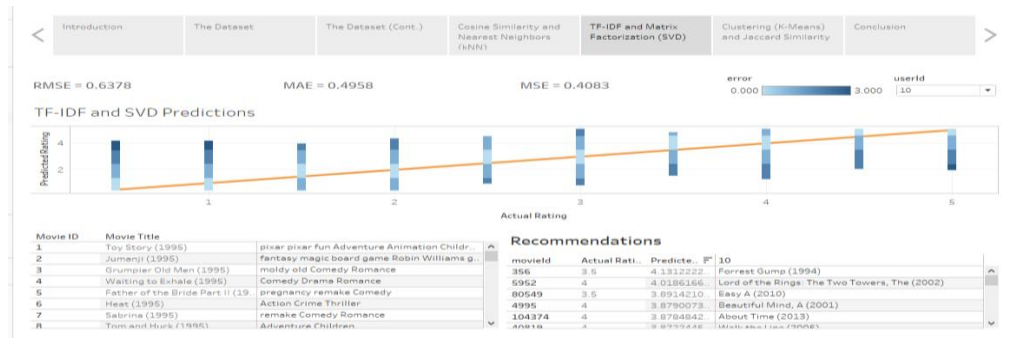 Introduction
The Dataset
The Dataset (Cont.)
Cosine Similarity and
Nearest Neighbors
(kNN)
TF-IDF and Matrix
Factorization (SVD)
Clustering (K-Means)
and Jaccard Similarity
Conclusion
RMSE = 0.6378
MAE = 0.4958
MSE = 0.4083
error
0.000 3.000
userId
10
TF-IDF and SVD Predictions
Predicted Rating
4
2
1 2 3 4 5
Actual Rating
Movie ID Movie Title
1 Toy Story (1995) pixar pixar fun Adventure Animation Childr..
2 Jumanji (1995) fantasy magic board game Robin Williams g..
3 Grumpier Old Men (1995) moldy old Comedy Romance
4 Waiting to Exhale (1995) Comedy Drama Romance
5 Father of the Bride Part II (19.. pregnancy remake Comedy
6 Heat (1995) Action Crime Thriller
7 Sabrina (1995) remake Comedy Romance
8 Tom and Huck (1995) Adventure Children
Recommendations
movieId Actual Rati.. Predicte.. 10
356 3.5 4.1312222.. Forrest Gump (1994)
5952 4 4.0186166.. Lord of the Rings: The Two Towers, The (2002)
80549 3.5 3.8914210.. Easy A (2010)
4995 4 3.8790073.. Beautiful Mind, A (2001)
104374 4 3.8784842.. About Time (2013)
40819 4 Walk the Line (2005)